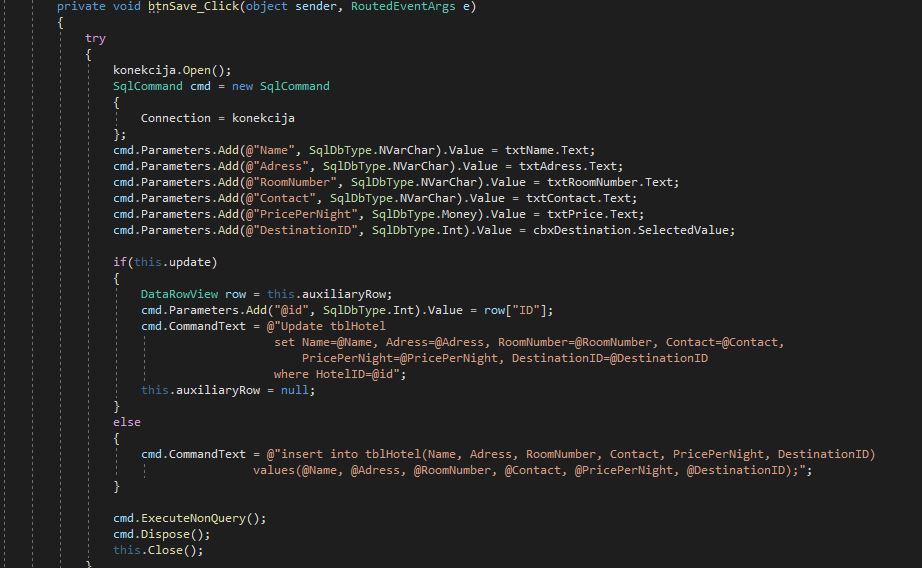 private void btnSave_Click(object sender, RoutedEventArgs e)
{
try
{
konekcija.Open();
SqlCommand cmd = new SqlCommand
{
Connection = konekcija
};
cmd.Parameters.Add(@"Name", SqlDbType.NVarChar).Value = txtName.Text;
cmd.Parameters.Add(@"Adress", SqlDbType.NVarChar).Value = txtAdress.Text;
cmd.Parameters.Add(@"RoomNumber", SqlDbType.NVarChar).Value = txtRoomNumber.Text;
cmd.Parameters.Add(@"Contact", SqlDbType.NVarChar).Value = txtContact.Text;
cmd.Parameters.Add(@"PricePerNight", SqlDbType.Money).Value = txtPrice.Text;
cmd.Parameters.Add(@"DestinationID", SqlDbType.Int).Value = cbxDestination.SelectedValue;
if(this.update)
{
DataRowView row = this.auxiliaryRow;
cmd.Parameters.Add("@id", SqlDbType.Int).Value = row["ID"];
cmd.CommandText = @"Update tblHotel
set Name=@Name, Adress=@Adress, RoomNumber=@RoomNumber, Contact=@Contact,
PricePerNight=@PricePerNight, DestinationID=@DestinationID
where HotelID=@id";
this.auxiliaryRow = null;
}
else
{
cmd.CommandText = @"insert into tblHotel(Name, Adress, RoomNumber, Contact, PricePerNight, DestinationID)
values(@Name, @Adress, @RoomNumber, @Contact, @PricePerNight, @DestinationID);";
}
cmd.ExecuteNonQuery();
cmd.Dispose();
this.Close();
}